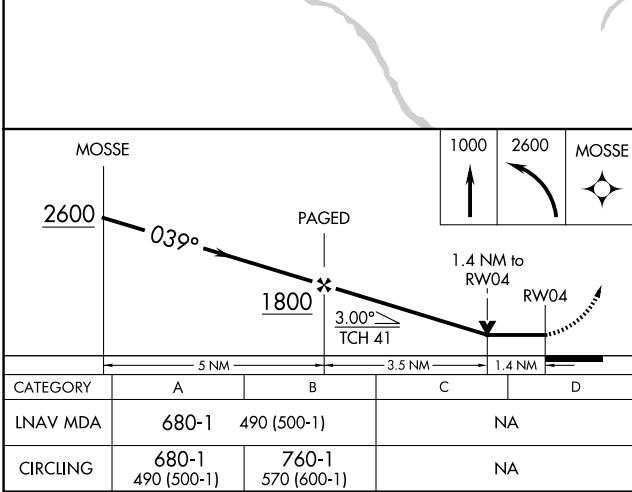 1000 2600 MOSSE
MOSSE
2600
039°
PAGED
1800
3.00°
TCH 41
1.4 NM to
RW04
RW04
5 NM 3.5 NM 1.4 NM
CATEGORY A B C D
LNAV MDA 680-1 490 (500-1) NA
CIRCLING 680-1 760-1 NA
490 (500-1) 570 (600-1)